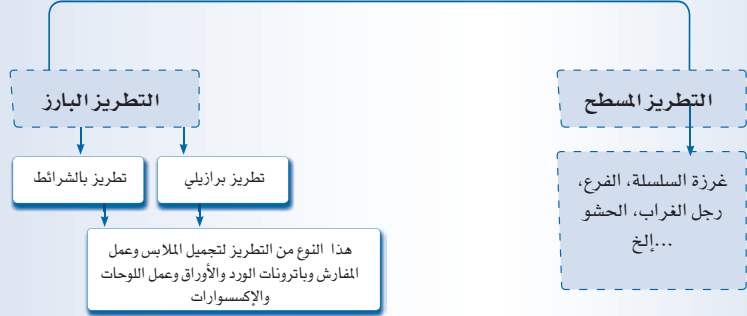 التطريز المسطح
غرزة السلسلة، الفرع،
رجل الغراب، الحشو
...إلخ
التطريز البارز
تطريز برازيلي
تطريز بالشرائط
هذا النوع من التطريز لتجميل الملابس وعمل
المفارش وباترونات الورد والأوراق وعمل اللوحات
والإكسسوارات